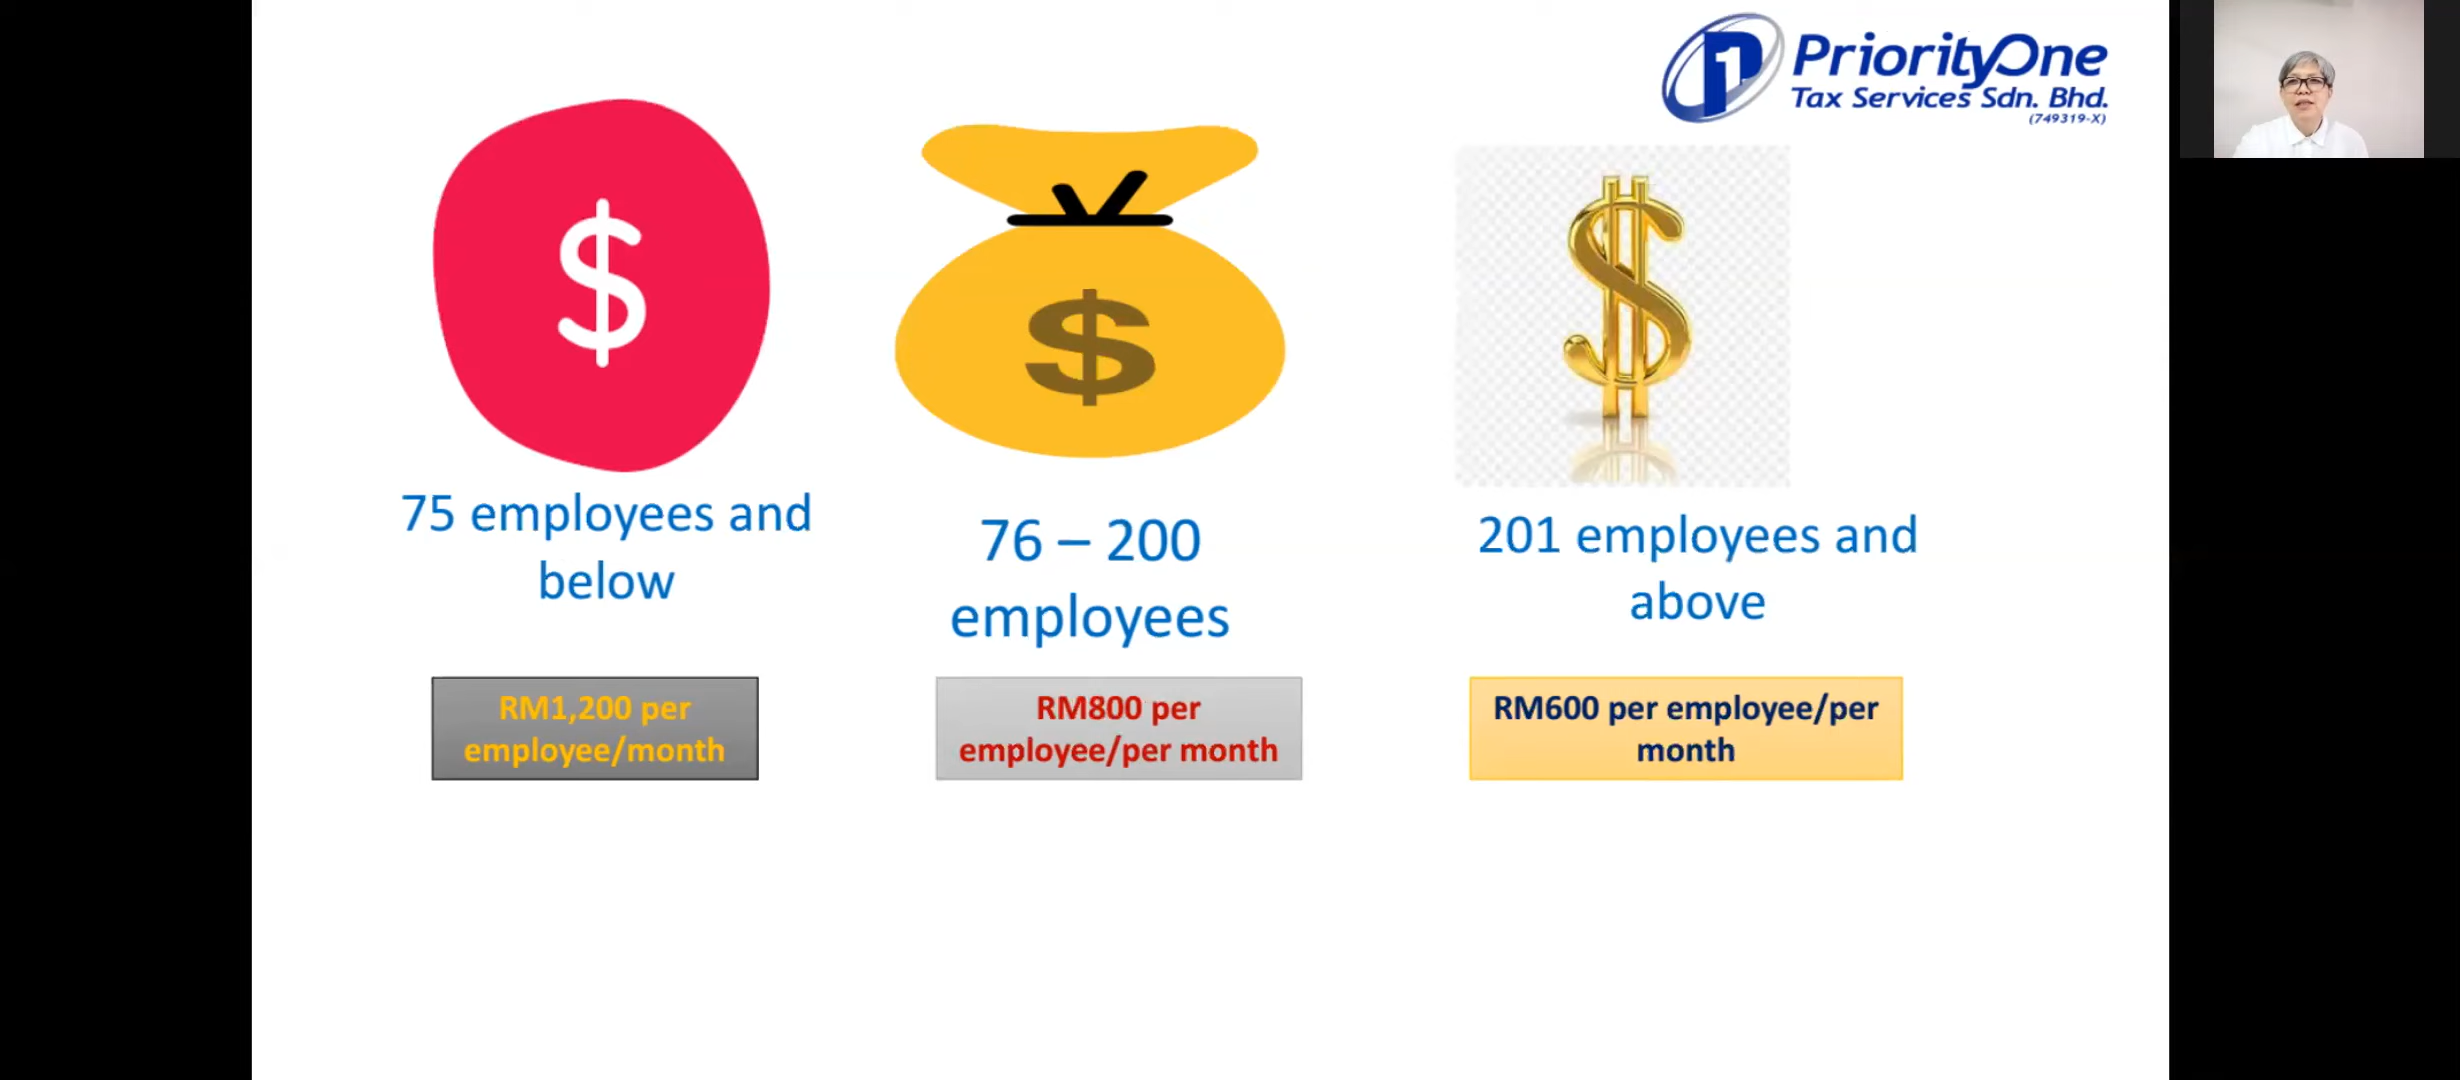 PriorityOne
Tax Services Sdn. Bhd.
(749319-X)
$
$
$
75 employees and
below
76 – 200
employees
201 employees and
above
RM1,200 per
employee/month
RM800 per
employee/per month
RM600 per employee/per
month